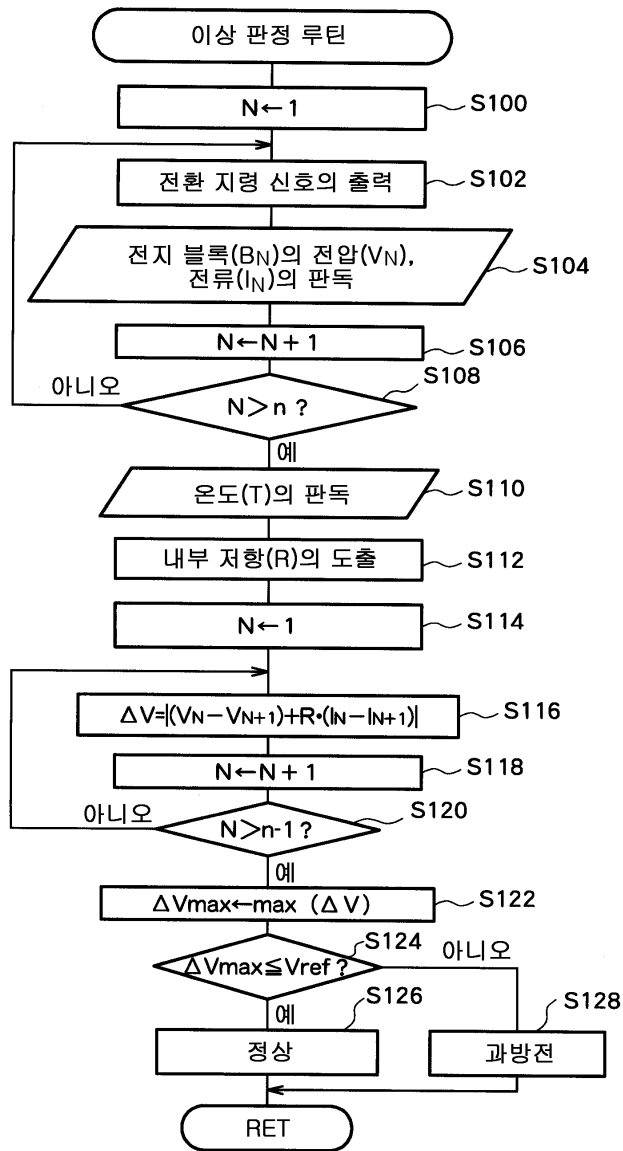 이상 판정 루틴
N←1
S100
전환 지령 신호의 출력
S102
전지 블록(BN)의 전압(VN),
전류(IN)의 판독
S104
N←N+1
S106
S108
아니오
N>n ?
예
온도(T)의 판독
S110
내부 저항(R)의 도출
S112
N←1
S114
ΔV=|(VN−VN+1)+R•(IN−IN+1)|
S116
N←N+1
S118
아니오
N>n-1 ?
S120
예
ΔVmax←max (ΔV)
S122
S124
ΔVmax≦Vref ?
아니오
예
S126
S128
정상
과방전
RET